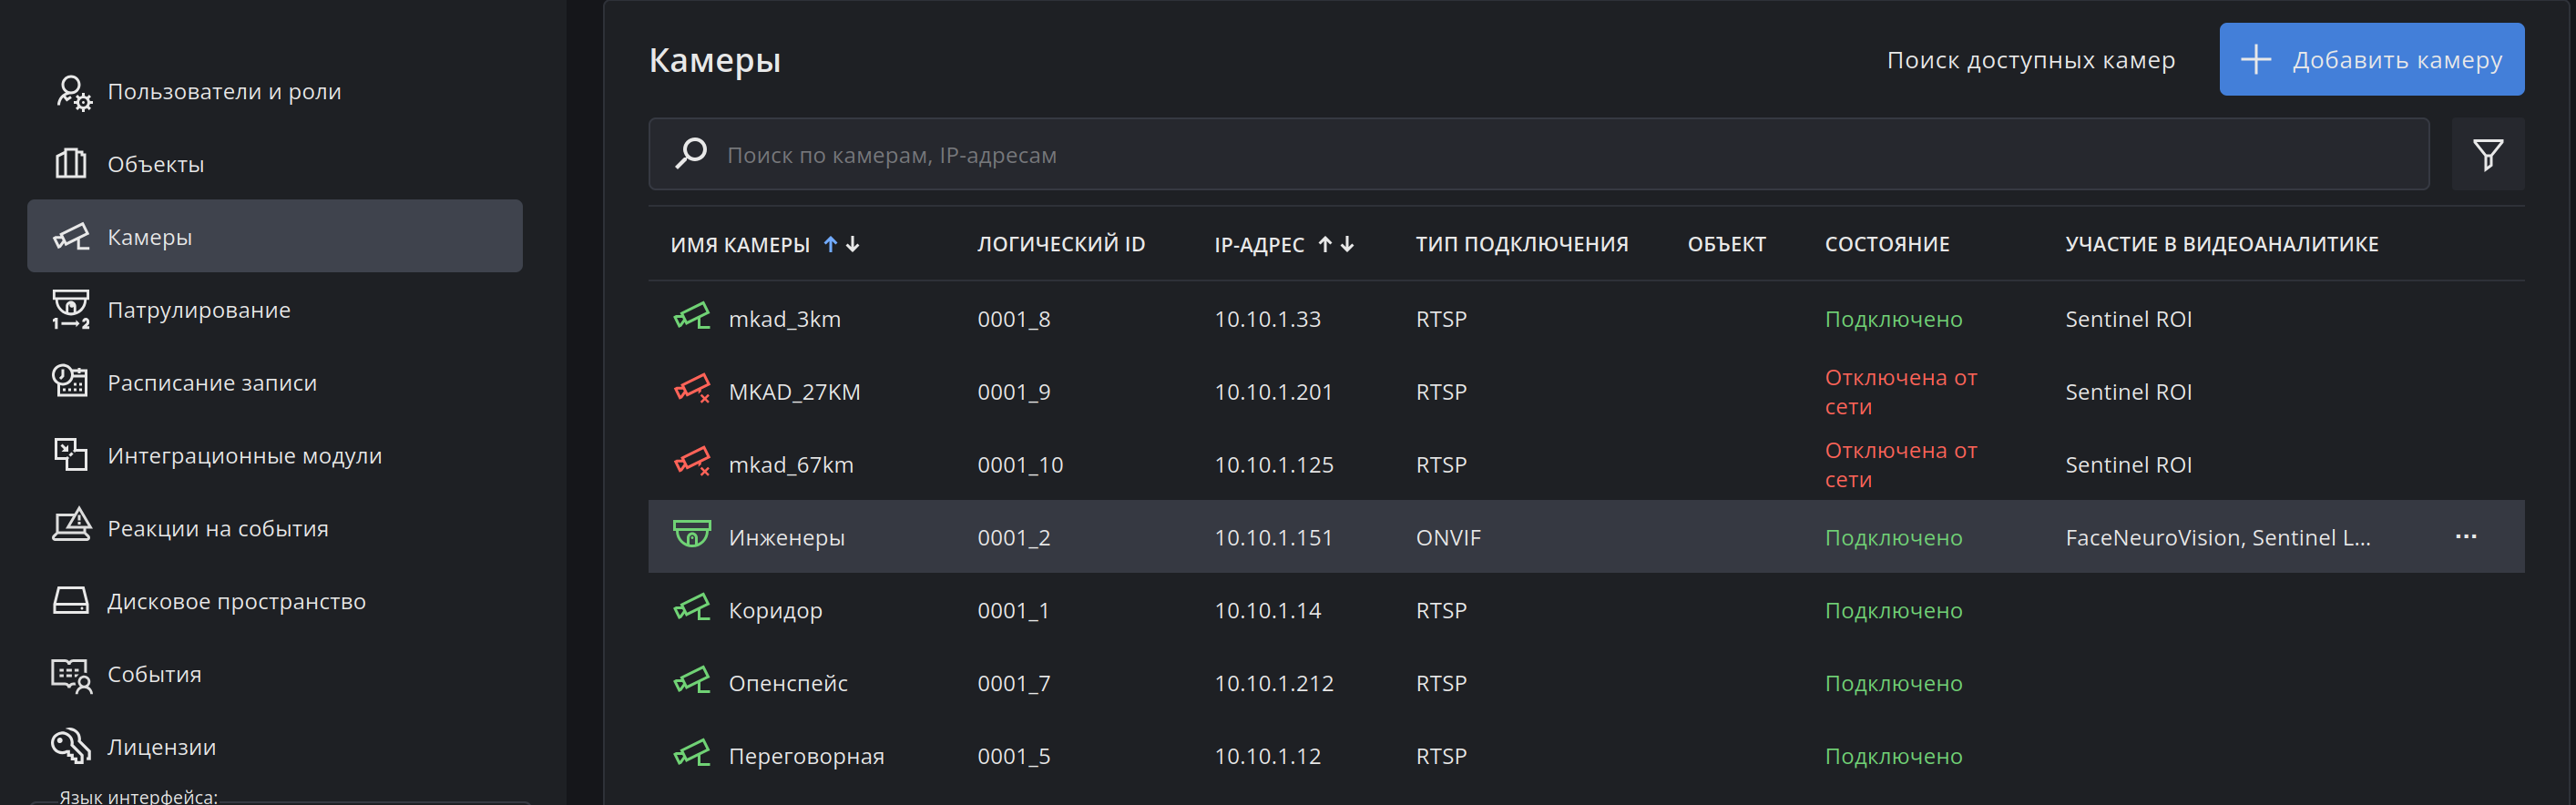 Пользователи и роли
Объекты
Камеры
Патрулирование
Расписание записи
Интеграционные модули
Реакции на события
Дисковое пространство
События
Лицензии
Язык интерфейса:
Камеры
Поиск доступных камер
Добавить камеру
Поиск по камерам, IP-адресам
ИМЯ КАМЕРЫ ЛОГИЧЕСКИЙ ID IP-АДРЕС ТИП ПОДКЛЮЧЕНИЯ ОБЪЕКТ СОСТОЯНИЕ УЧАСТИЕ В ВИДЕОАНАЛИТИКЕ
mkad_3km 0001_8 10.10.1.33 RTSP Подключено Sentinel ROI
MKAD_27KM 0001_9 10.10.1.201 RTSP Отключена от
сети Sentinel ROI
mkad_67km 0001_10 10.10.1.125 RTSP Отключена от
сети Sentinel ROI
Инженеры 0001_2 10.10.1.151 ONVIF Подключено FaceNeuroVision, Sentinel L...
Коридор 0001_1 10.10.1.14 RTSP Подключено
Опенспейс 0001_7 10.10.1.212 RTSP Подключено
Переговорная 0001_5 10.10.1.12 RTSP Подключено